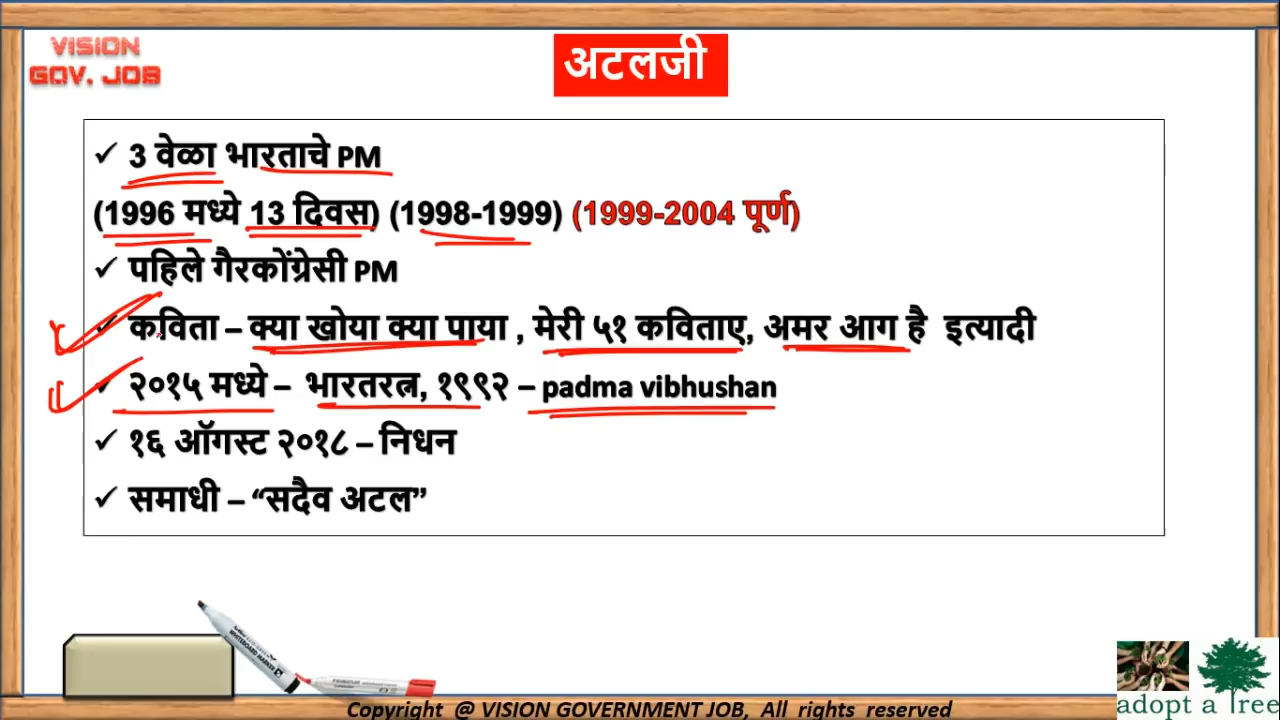 VISION
GOV. JOB
अटलजी
3 वेळा भारताचे PM
(1996 मध्ये 13 दिवस) (1998-1999) (1999-2004 पूर्ण)
पहिले गैरकोंग्रेसी PM
कविता – क्या खोया क्या पाया , मेरी ५१ कविताए, अमर आग है इत्यादी
२०१५ मध्ये – भारतरत्न, १९९२ – padma vibhushan
१६ ऑगस्ट २०१८ – निधन
समाधी – “सदैव अटल”
WHITEBOARD MARKER
Copyright @ VISION GOVERNMENT JOB, All rights reserved
adopt a Tree